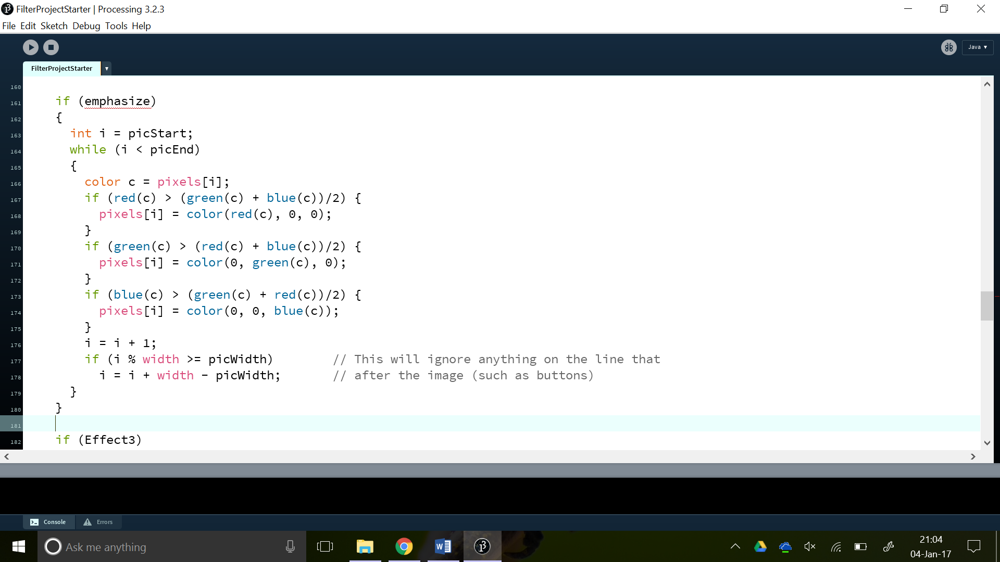 FilterProjectStarter | Processing 3.2.3
File Edit Sketch Debug Tools Help
Java ▾
FilterProjectStarter ▾
160
161 if (emphasize)
162 {
163 int i = picStart;
164 while (i < picEnd)
165 {
166 color c = pixels[i];
167 if (red(c) > (green(c) + blue(c))/2) {
168 pixels[i] = color(red(c), 0, 0);
169 }
170 if (green(c) > (red(c) + blue(c))/2) {
171 pixels[i] = color(0, green(c), 0);
172 }
173 if (blue(c) > (green(c) + red(c))/2) {
174 pixels[i] = color(0, 0, blue(c));
175 }
176 i = i + 1;
177 if (i % width >= picWidth) // This will ignore anything on the line that
178 i = i + width - picWidth; // after the image (such as buttons)
179 }
180 }
181
182 if (Effect3)
Console Errors
Ask me anything
21:04
04-Jan-17